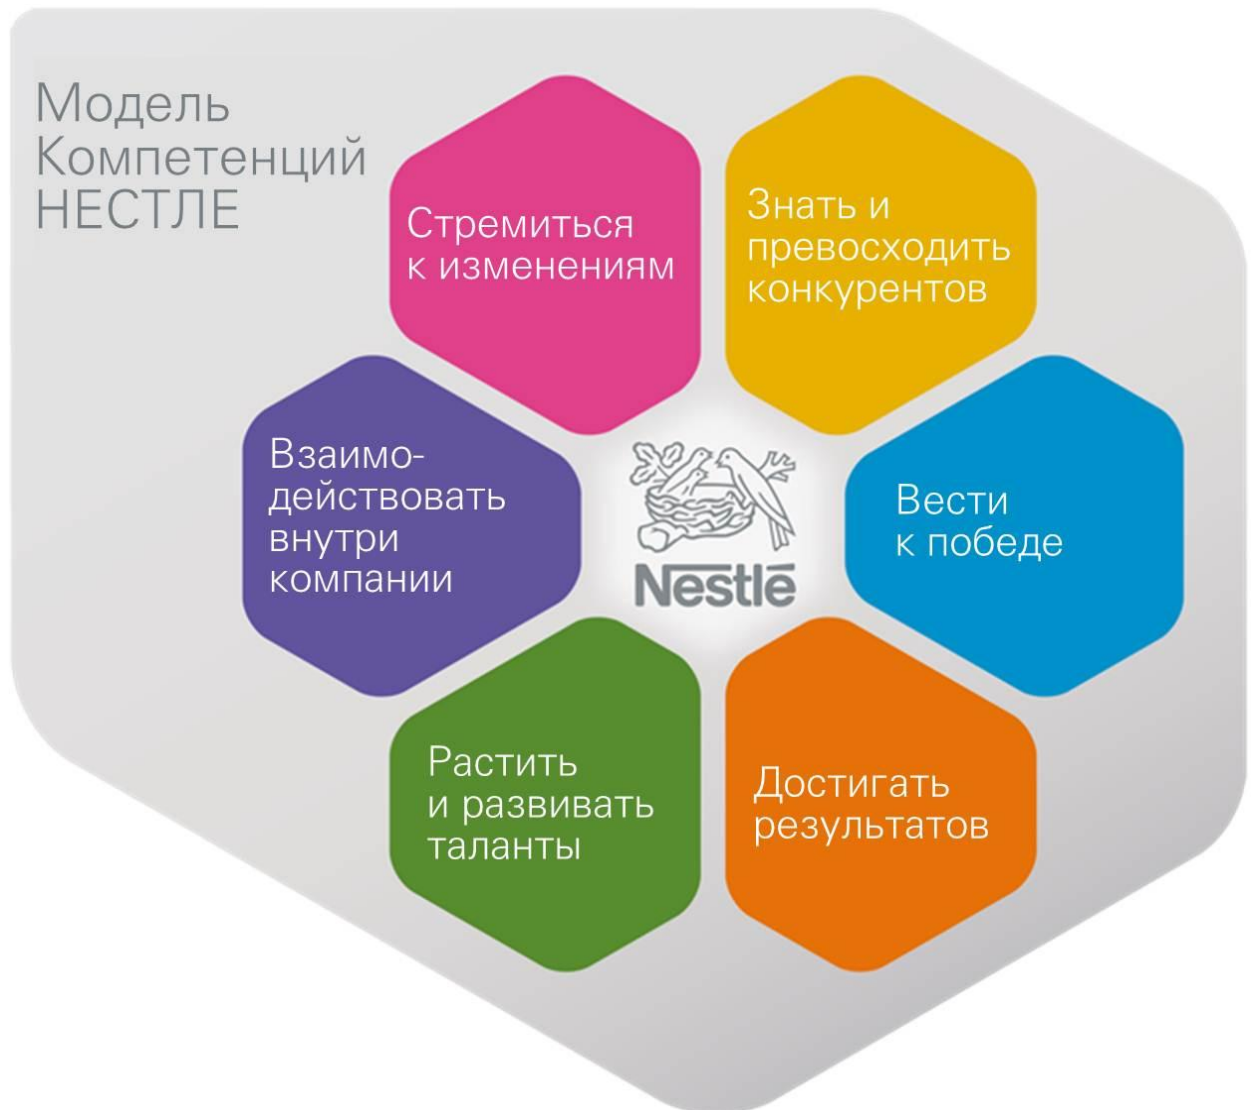 Модель
Компетенций
НЕСТЛЕ
Стремиться
к изменениям
Знать и
превосходить
конкурентов
Взаимо-
действовать
внутри
компании
Nestlé
Вести
к победе
Растить
и развивать
таланты
Достигать
результатов